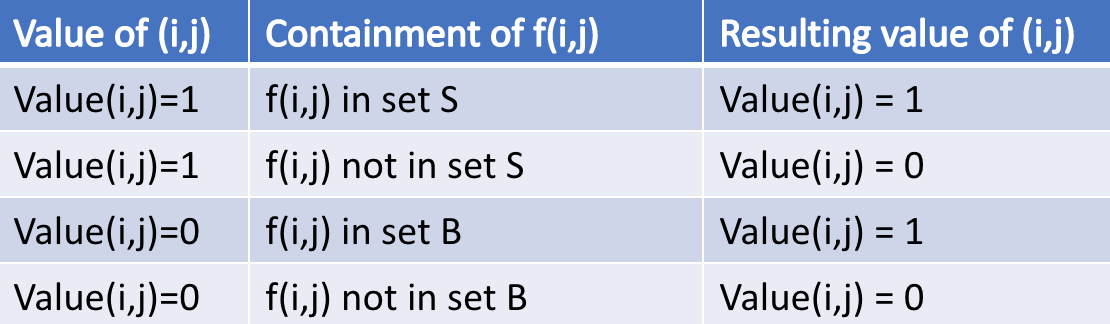 Value of (i,j) Containment of f(i,j) Resulting value of (i,j)
Value(i,j)=1 f(i,j) in set S Value(i,j) = 1
Value(i,j)=1 f(i,j) not in set S Value(i,j) = 0
Value(i,j)=0 f(i,j) in set B Value(i,j) = 1
Value(i,j)=0 f(i,j) not in set B Value(i,j) = 0